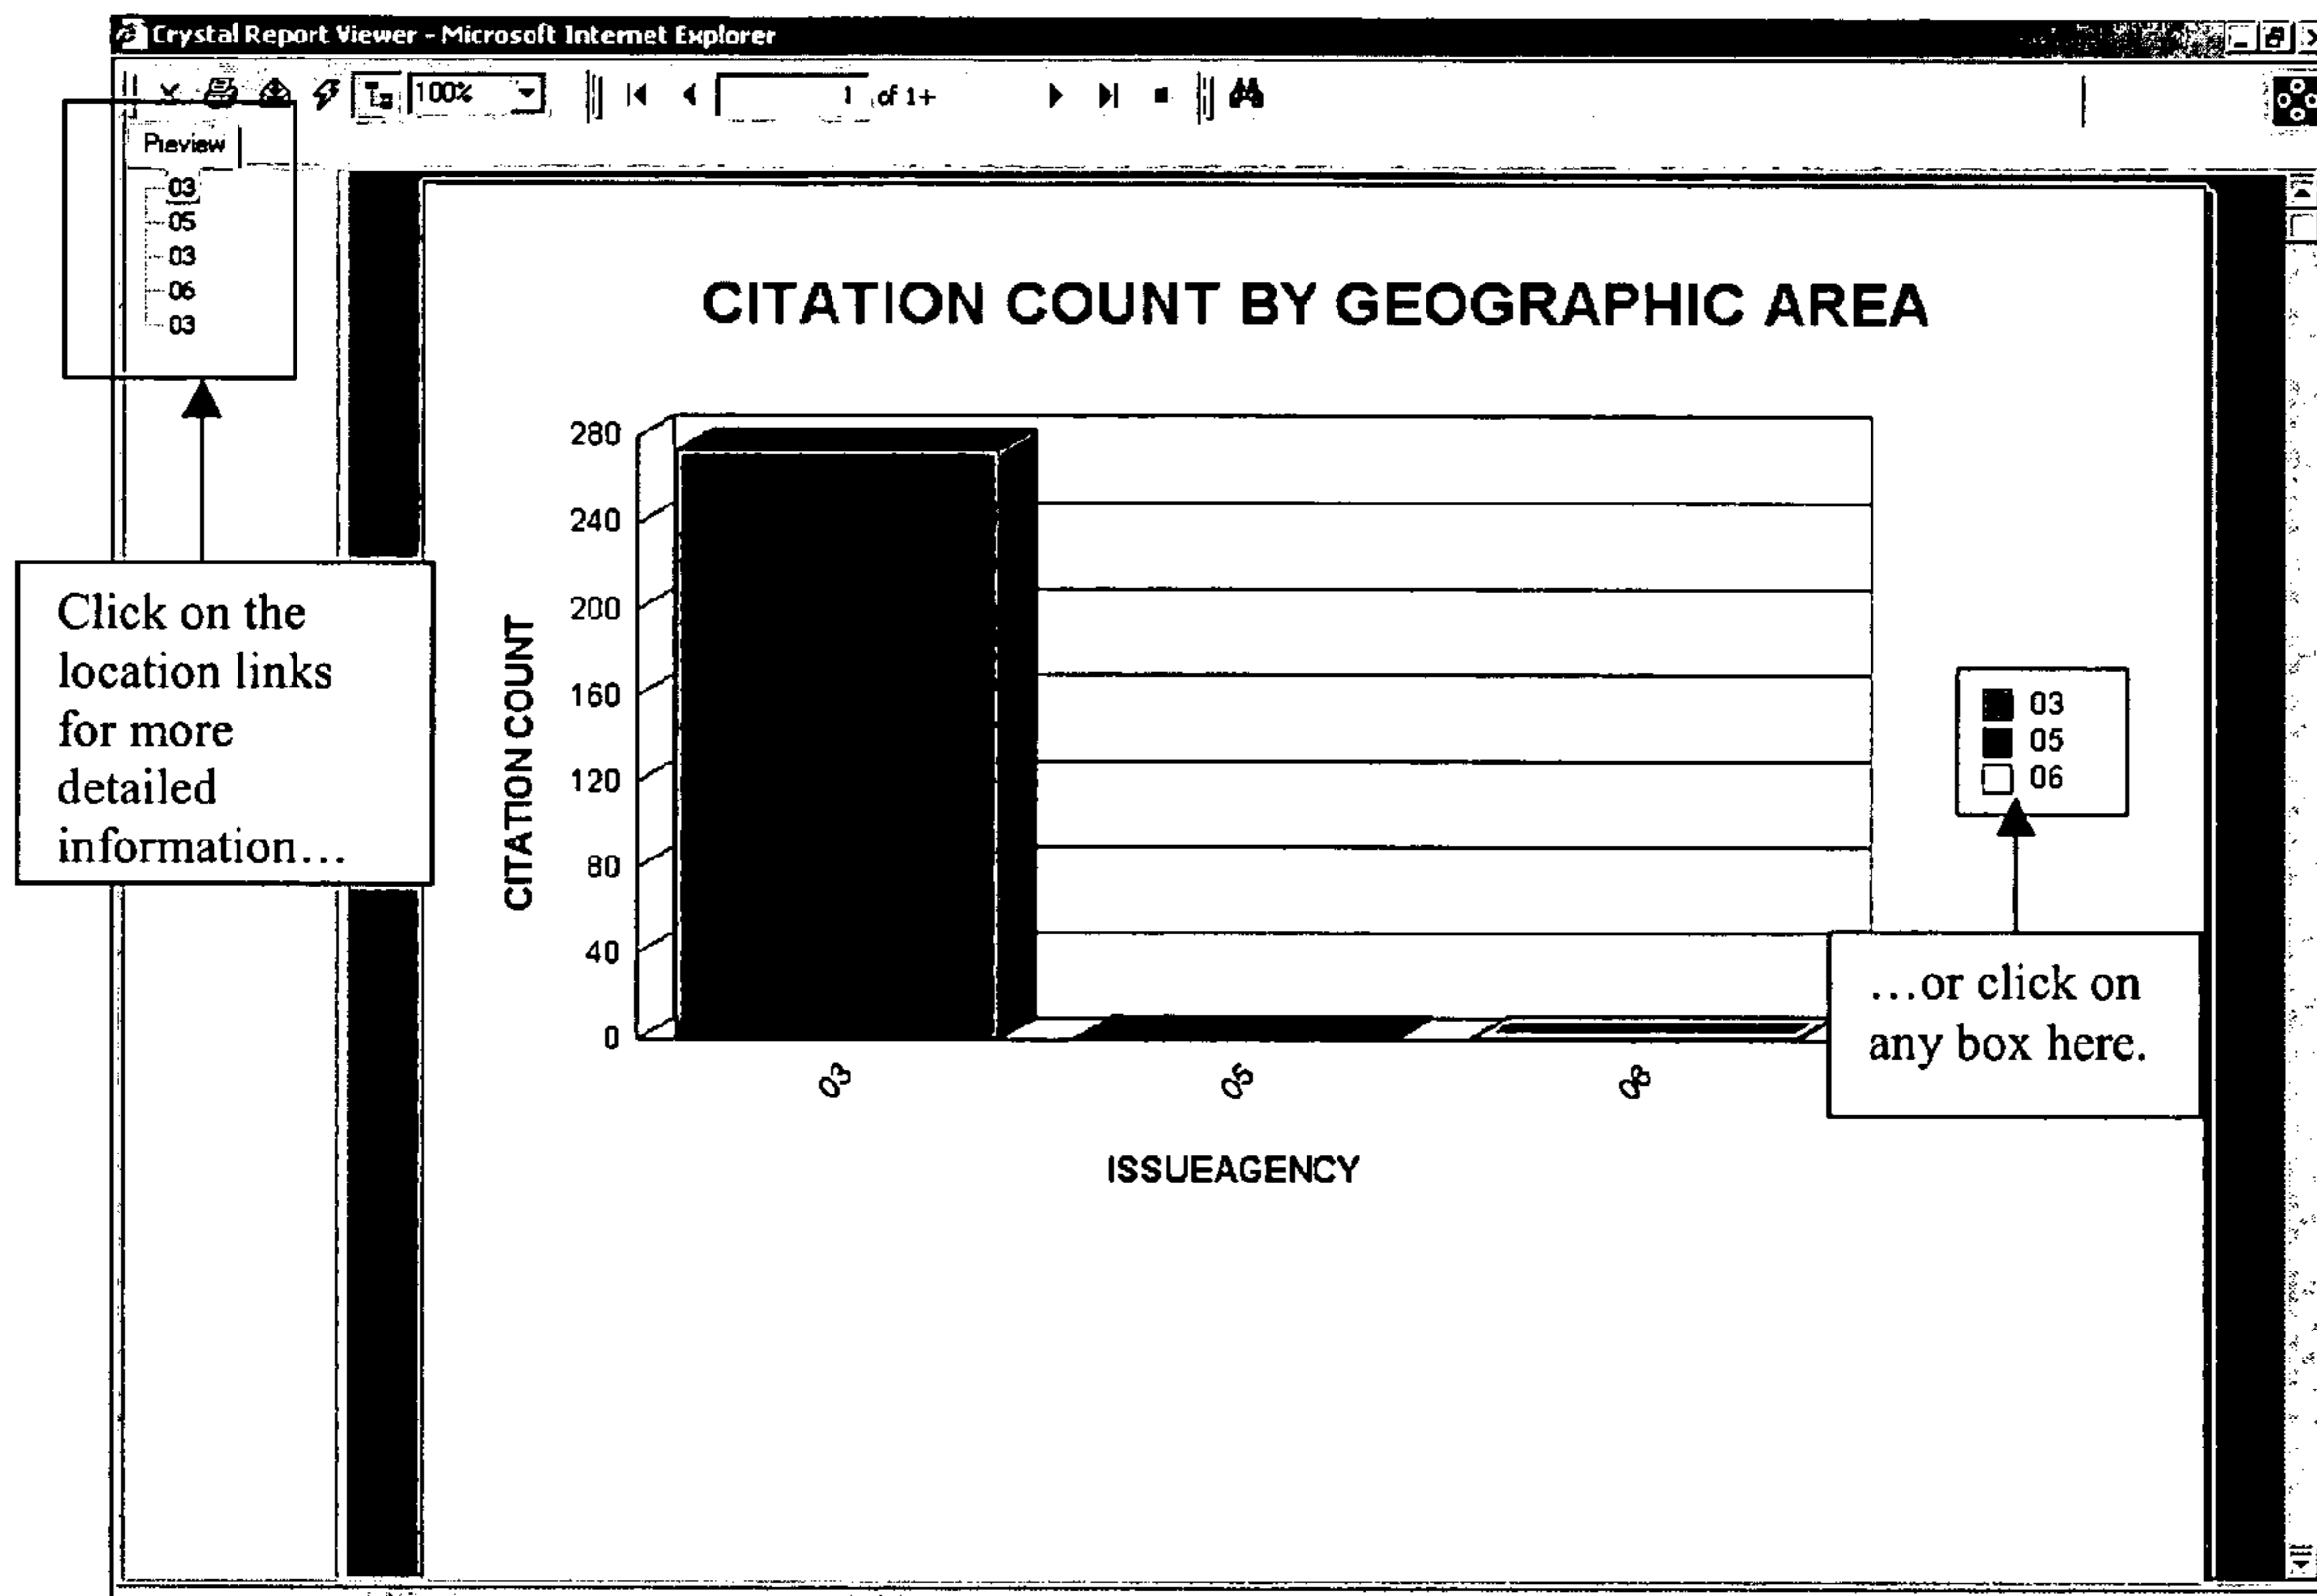 Crystal Report Viewer - Microsoft Internet Explorer
100%
1 of 1+
Preview
03
05
03
06
03
CITATION COUNT BY GEOGRAPHIC AREA
280
240
200
160
120
80
40
0
CITATION COUNT
03
05
06
ISSUEAGENCY
03
05
06
Click on the
location links
for more
detailed
information...
...or click on
any box here.